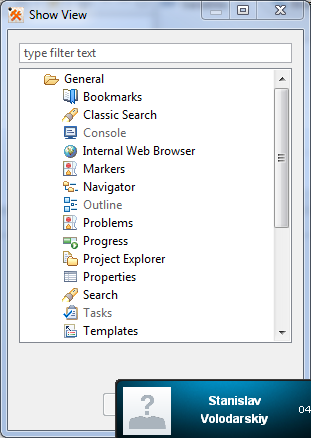 Show View
type filter text
General
Bookmarks
Classic Search
Console
Internal Web Browser
Markers
Navigator
Outline
Problems
Progress
Project Explorer
Properties
Search
Tasks
Templates
Stanislav
Volodarskiy
04